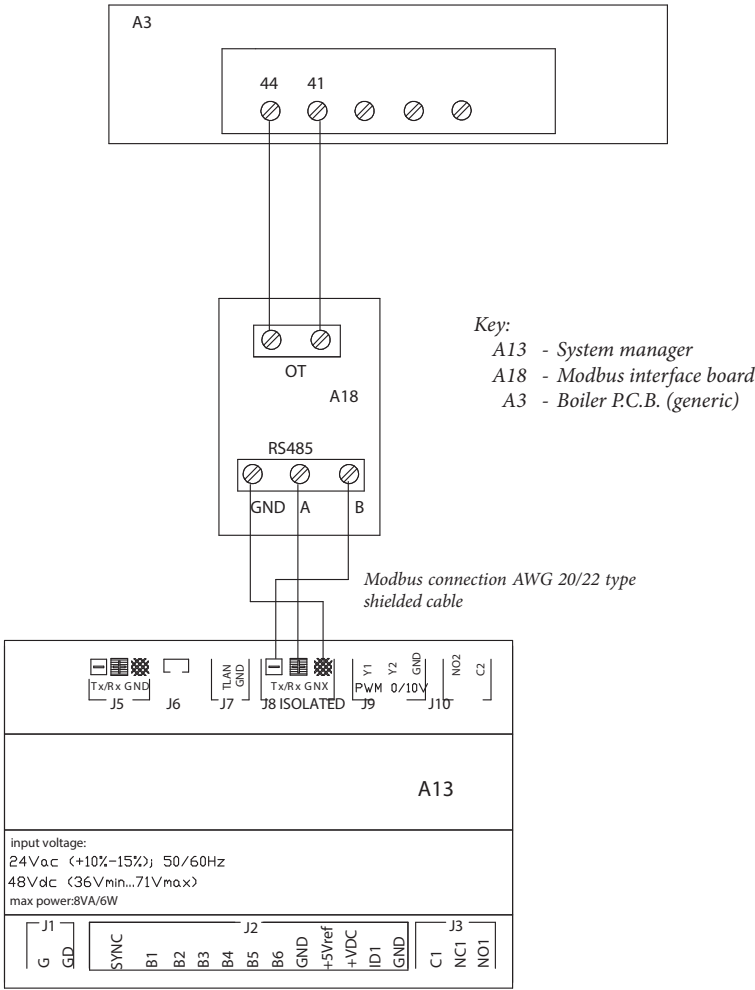 A3
44 41
OT
A18
RS485
GND A B
Key:
A13 - System manager
A18 - Modbus interface board
A3 - Boiler P.C.B. (generic)
Modbus connection AWG 20/22 type
shielded cable
Tx/Rx GND
J5
J6
TLAN
GND
J7
Tx/Rx GNX
J8 ISOLATED
Y1 Y2 GND
PWM 0/10V
J9
NO2 C2
J10
A13
input voltage:
24Vac (+10%-15%); 50/60Hz
48Vdc (36Vmin...71Vmax)
max power:8VA/6W
J1
G GD
J2
SYNC B1 B2 B3 B4 B5 B6 GND +5Vref +VDC ID1 GND
J3
C1 NC1 NO1